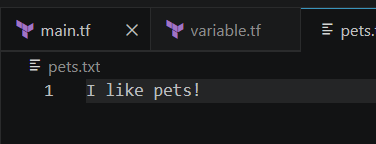 main.tf
variable.tf
pets.
pets.txt
1 I like pets!